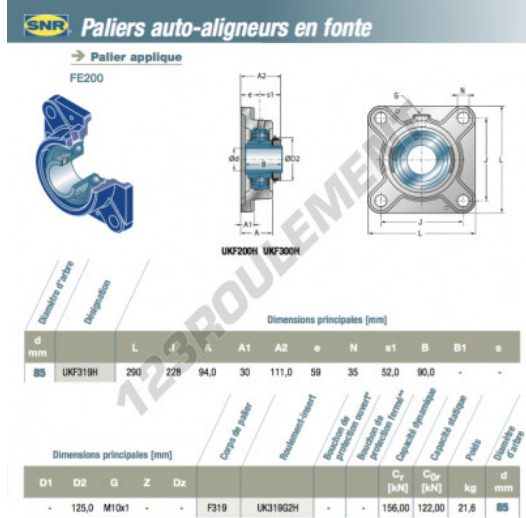 SNR Paliers auto-aligneurs en fonte
Palier applique
FE200
A2
e s1
Ød B ØD2
A1
A
UKF200H UKF300H
G N
J L
J
L
123ROULEMENT
Diamètre d'arbre Désignation
Dimensions principales [mm]
d mm L J A A1 A2 e N s1 B B1 s
85 UKF319H 290 228 94,0 30 111,0 59 35 52,0 90,0 - -
Dimensions principales [mm] Corps de palier Roulement-insert Bouchon de protection ouvert* Bouchon de protection fermé** Capacité dynamique Capacité statique Poids Diamètre d'arbre
D1 D2 G Z Dz Cr [kN] C0r [kN] kg d mm
- 125,0 M10x1 - - F319 UK319G2H - - 156,00 122,00 21,6 85